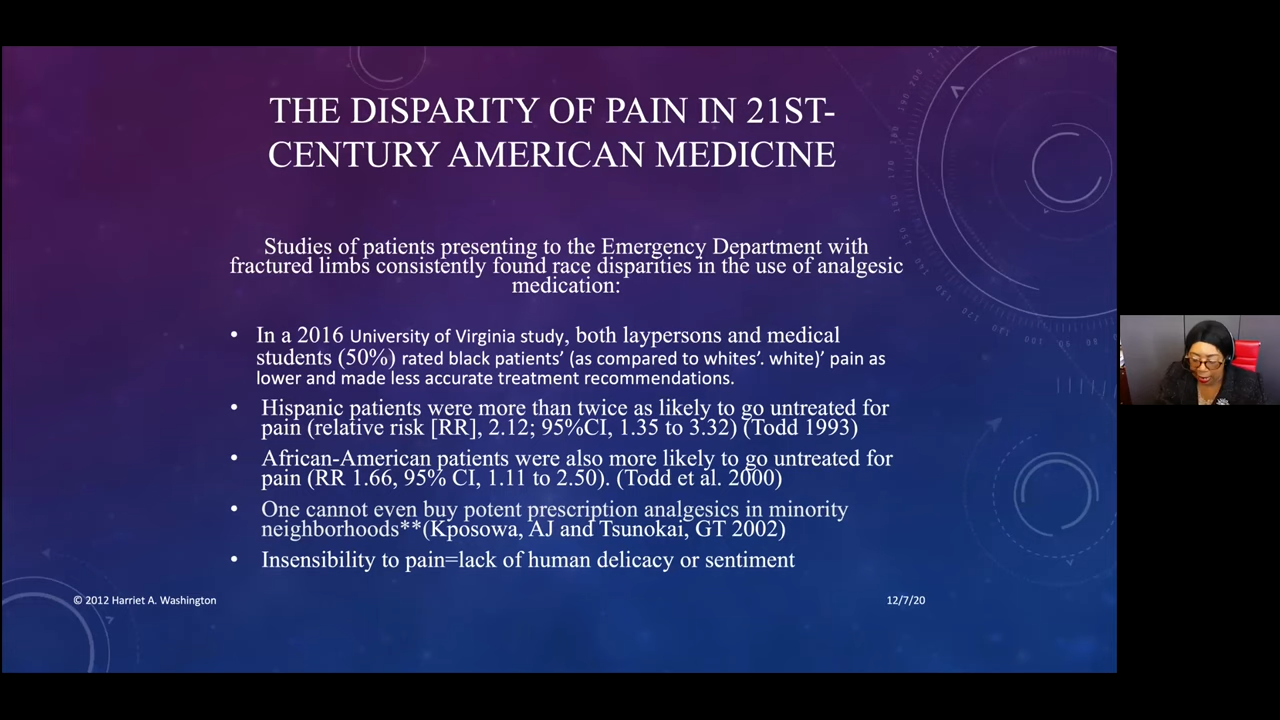 THE DISPARITY OF PAIN IN 21ST-
CENTURY AMERICAN MEDICINE
Studies of patients presenting to the Emergency Department with
fractured limbs consistently found race disparities in the use of analgesic
medication:
• In a 2016 University of Virginia study, both laypersons and medical
students (50%) rated black patients’ (as compared to whites’. white)’ pain as
lower and made less accurate treatment recommendations.
• Hispanic patients were more than twice as likely to go untreated for
pain (relative risk [RR], 2.12; 95%CI, 1.35 to 3.32) (Todd 1993)
• African-American patients were also more likely to go untreated for
pain (RR 1.66, 95% CI, 1.11 to 2.50). (Todd et al. 2000)
• One cannot even buy potent prescription analgesics in minority
neighborhoods**(Kposowa, AJ and Tsunokai, GT 2002)
• Insensibility to pain=lack of human delicacy or sentiment
© 2012 Harriet A. Washington
12/7/20